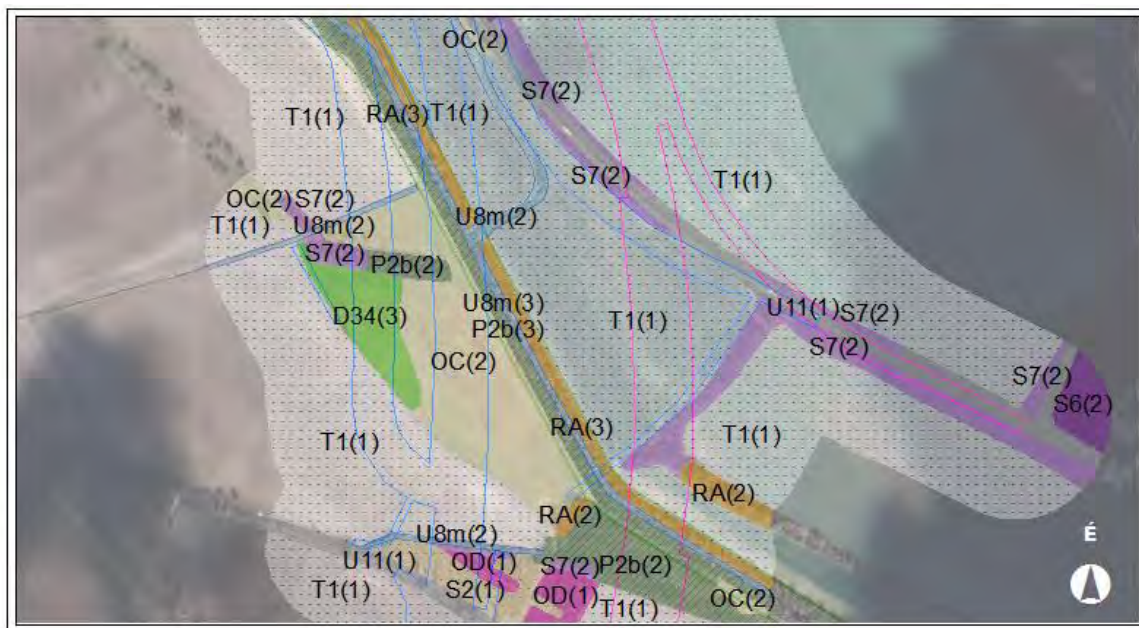 OC(2)
S7(2)
T1(1) RA(3) T1(1)
S7(2)
T1(1)
OC(2) S7(2)
T1(1) U8m(2)
U8m(2)
S7(2) P2b(2)
D34(3)
U8m(3)
P2b(3)
T1(1)
U11(1) S7(2)
S7(2)
OC(2)
S7(2)
S6(2)
T1(1)
RA(3)
T1(1)
RA(2)
RA(2)
É
U8m(2)
U11(1) OD(1) S7(2) P2b(2)
T1(1) S2(1) OD(1) T1(1) OC(2)